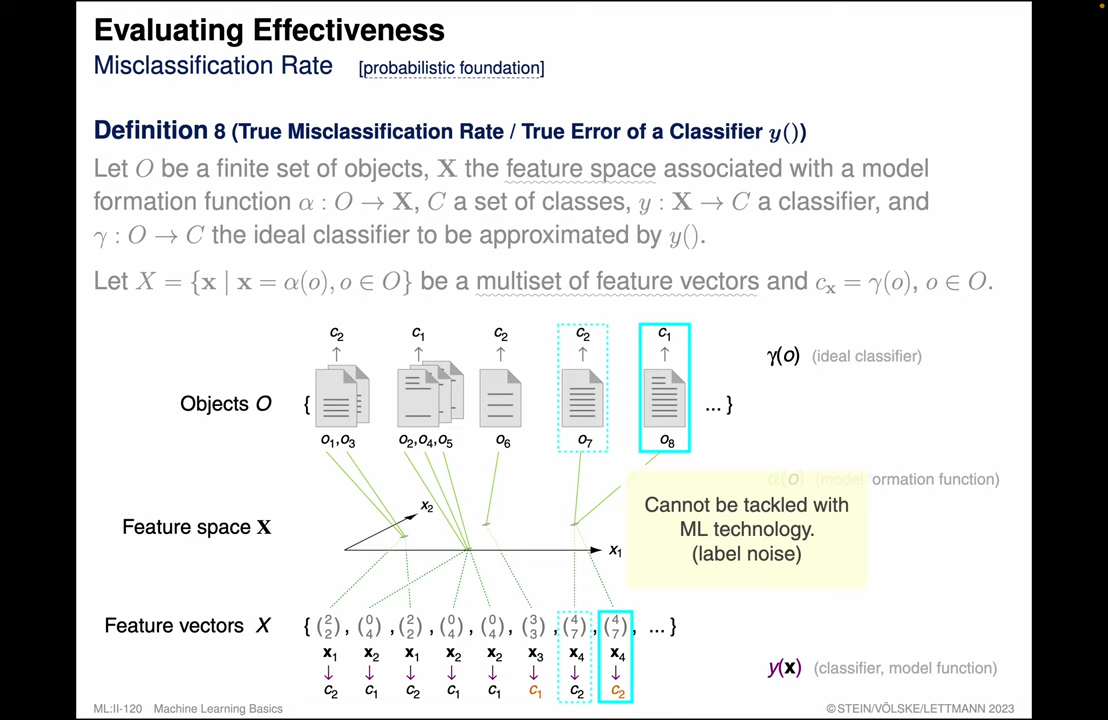 Evaluating Effectiveness
Misclassification Rate [probabilistic foundation]
Definition 8 (True Misclassification Rate / True Error of a Classifier y())
Let O be a finite set of objects, X the feature space associated with a model
formation function α : O → X, C a set of classes, y : X → C a classifier, and
γ : O → C the ideal classifier to be approximated by y().
Let X = {x | x = α(o), o ∈ O} be a multiset of feature vectors and cₓ = γ(o), o ∈ O.
c₂ c₁ c₂ c₂ c₁ γ(o) (ideal classifier)
Objects O { ... }
o₁,o₃ o₂,o₄,o₅ o₆ o₇ o₈
α(o) (model formation function)
Cannot be tackled with
ML technology.
(label noise)
x₂
Feature space X x₁
Feature vectors X { (2 2), (0 4), (2 2), (0 4), (0 4), (3 3), (4 7), (4 7), ... }
x₁ x₂ x₁ x₂ x₂ x₃ x₄ x₄
↓ ↓ ↓ ↓ ↓ ↓ ↓ ↓ y(x) (classifier, model function)
c₂ c₁ c₂ c₁ c₁ c₁ c₂ c₂
ML:II-120 Machine Learning Basics ©STEIN/VÖLSKE/LETTMANN 2023